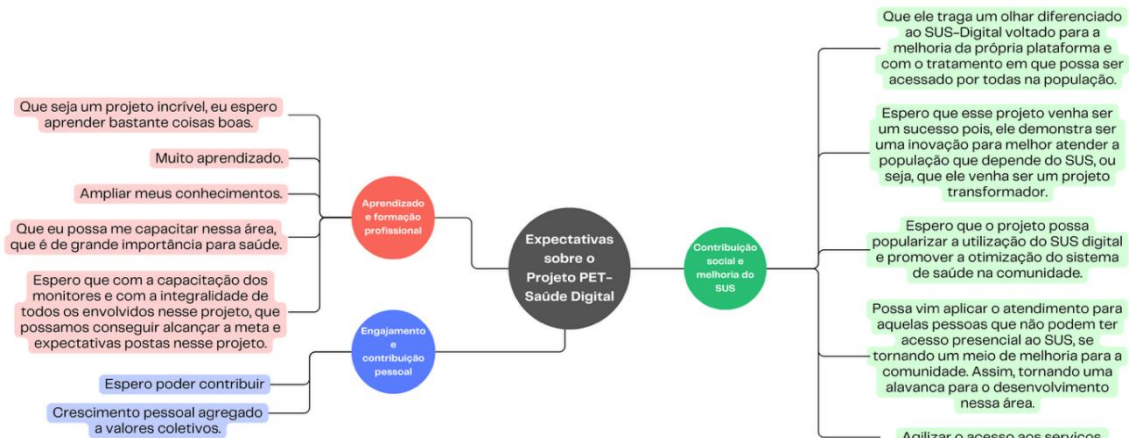 Que seja um projeto incrível, eu espero
aprender bastante coisas boas.
Muito aprendizado.
Ampliar meus conhecimentos.
Que eu possa me capacitar nessa área,
que é de grande importância para saúde.
Espero que com a capacitação dos
monitores e com a integralidade de
todos os envolvidos nesse projeto, que
possamos conseguir alcançar a meta e
expectativas postas nesse projeto.
Aprendizado
e formação
profissional
Espero poder contribuir
Crescimento pessoal agregado
a valores coletivos.
Engajamento
e
contribuição
pessoal
Expectativas
sobre o
Projeto PET-
Saúde Digital
Contribuição
social e
melhoria do
SUS
Que ele traga um olhar diferenciado
ao SUS-Digital voltado para a
melhoria da própria plataforma e
com o tratamento em que possa ser
acessado por todas na população.
Espero que esse projeto venha ser
um sucesso pois, ele demonstra ser
uma inovação para melhor atender a
população que depende do SUS, ou
seja, que ele venha ser um projeto
transformador.
Espero que o projeto possa
popularizar a utilização do SUS digital
e promover a otimização do sistema
de saúde na comunidade.
Possa vim aplicar o atendimento para
aquelas pessoas que não podem ter
acesso presencial ao SUS, se
tornando um meio de melhoria para a
comunidade. Assim, tornando uma
alavanca para o desenvolvimento
nessa área.
Agilizar o acesso aos serviços